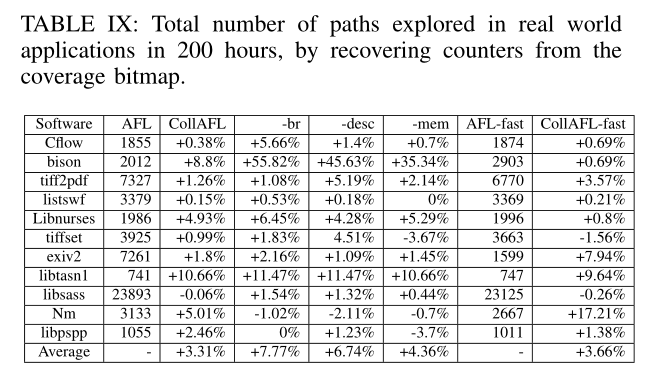 TABLE IX: Total number of paths explored in real world
applications in 200 hours, by recovering counters from the
coverage bitmap.
Software AFL CollAFL -br -desc -mem AFL-fast CollAFL-fast
Cflow 1855 +0.38% +5.66% +1.4% +0.7% 1874 +0.69%
bison 2012 +8.8% +55.82% +45.63% +35.34% 2903 +0.69%
tiff2pdf 7327 +1.26% +1.08% +5.19% +2.14% 6770 +3.57%
listswf 3379 +0.15% +0.53% +0.18% 0% 3369 +0.21%
Libnurses 1986 +4.93% +6.45% +4.28% +5.29% 1996 +0.8%
tiffset 3925 +0.99% +1.83% 4.51% -3.67% 3663 -1.56%
exiv2 7261 +1.8% +2.16% +1.09% +1.45% 1599 +7.94%
libtasn1 741 +10.66% +11.47% +11.47% +10.66% 747 +9.64%
libsass 23893 -0.06% +1.54% +1.32% +0.44% 23125 -0.26%
Nm 3133 +5.01% -1.02% -2.11% -0.7% 2667 +17.21%
libpspp 1055 +2.46% 0% +1.23% -3.7% 1011 +1.38%
Average - +3.31% +7.77% +6.74% +4.36% - +3.66%